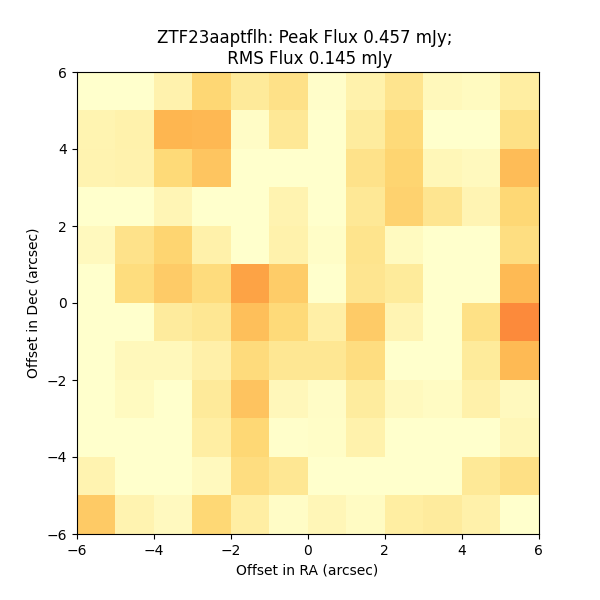 ZTF23aaptflh: Peak Flux 0.457 mJy;
RMS Flux 0.145 mJy
6
4
2
0
−2
−4
−6
Offset in Dec (arcsec)
−6 −4 −2 0 2 4 6
Offset in RA (arcsec)